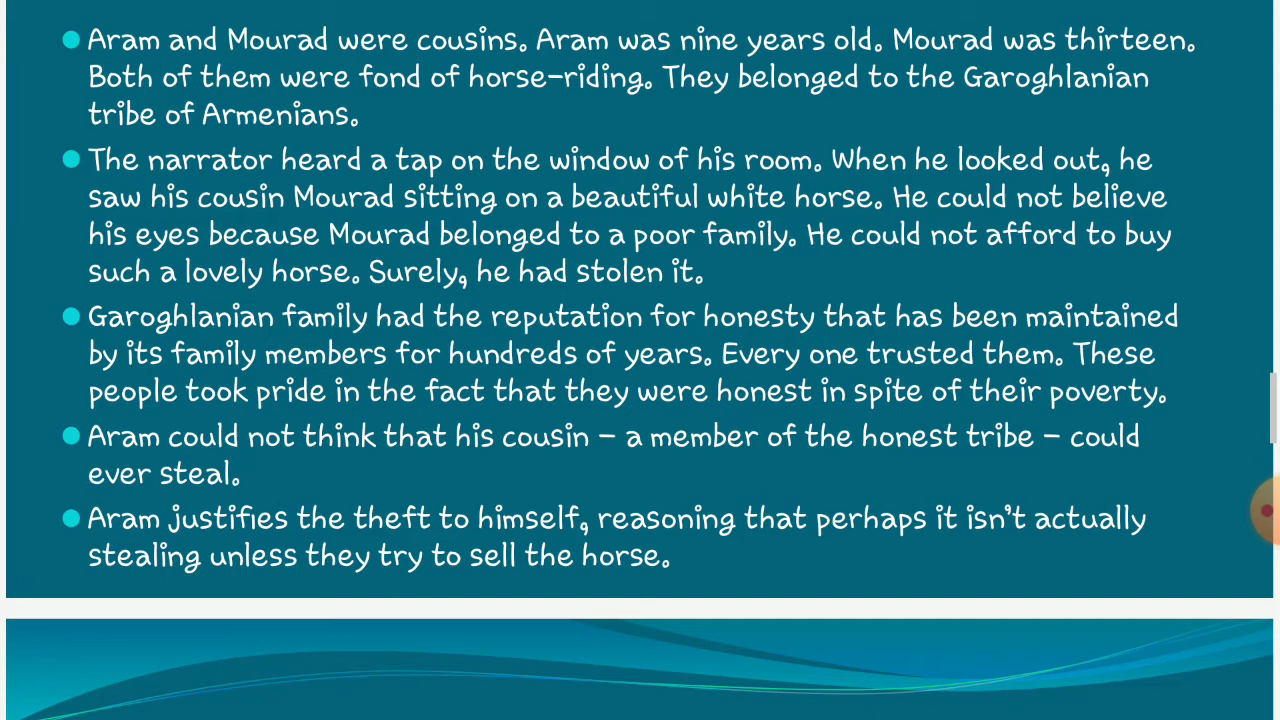 Aram and Mourad were cousins. Aram was nine years old. Mourad was thirteen.
Both of them were fond of horse-riding. They belonged to the Garoghlanian
tribe of Armenians.
The narrator heard a tap on the window of his room. When he looked out, he
saw his cousin Mourad sitting on a beautiful white horse. He could not believe
his eyes because Mourad belonged to a poor family. He could not afford to buy
such a lovely horse. Surely, he had stolen it.
Garoghlanian family had the reputation for honesty that has been maintained
by its family members for hundreds of years. Every one trusted them. These
people took pride in the fact that they were honest in spite of their poverty.
Aram could not think that his cousin – a member of the honest tribe – could
ever steal.
Aram justifies the theft to himself, reasoning that perhaps it isn't actually
stealing unless they try to sell the horse.